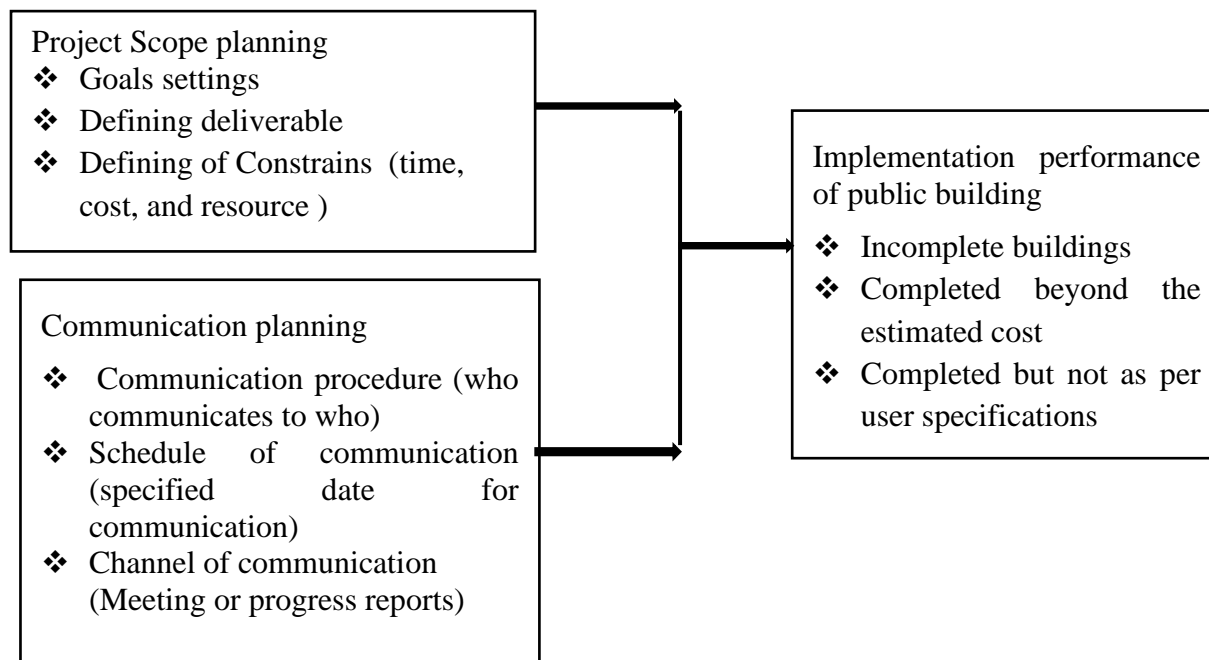 Project Scope planning
❖ Goals settings
❖ Defining deliverable
❖ Defining of Constrains (time,
cost, and resource )
Communication planning
❖ Communication procedure (who
communicates to who)
❖ Schedule of communication
(specified date for
communication)
❖ Channel of communication
(Meeting or progress reports)
Implementation performance
of public building
❖ Incomplete buildings
❖ Completed beyond the
estimated cost
❖ Completed but not as per
user specifications